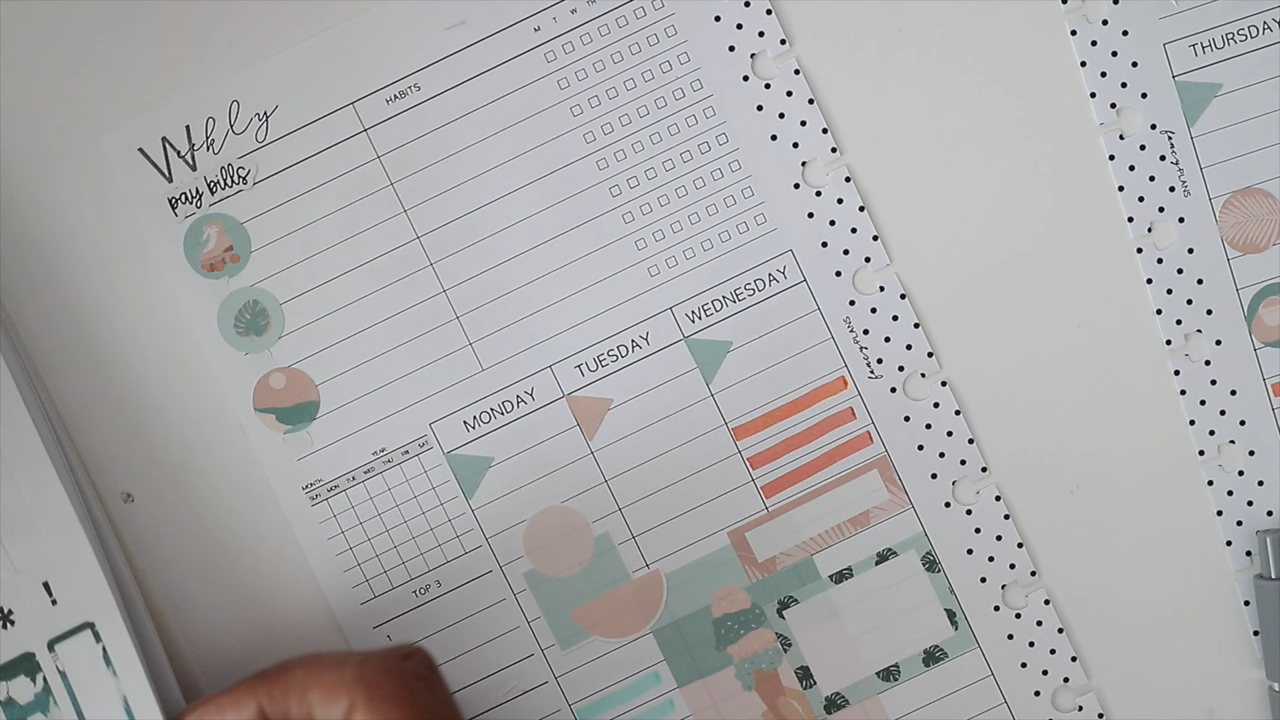 Wekly
pay bills
HABITS
M T W TH
MONDAY
TUESDAY
WEDNESDAY
fancyPLANS
MONTH:
YEAR:
SUN MON TUE WED THU FRI SAT
TOP 3
1
* !
THURSDAY
fancyPLANS